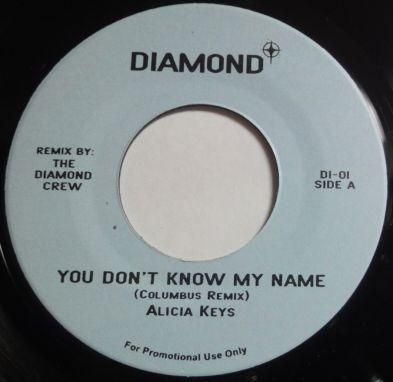 DIAMOND
REMIX BY:
THE
DIAMOND
CREW
DI-01
SIDE A
YOU DON'T KNOW MY NAME
(COLUMBUS REMIX)
ALICIA KEYS
For Promotional Use Only